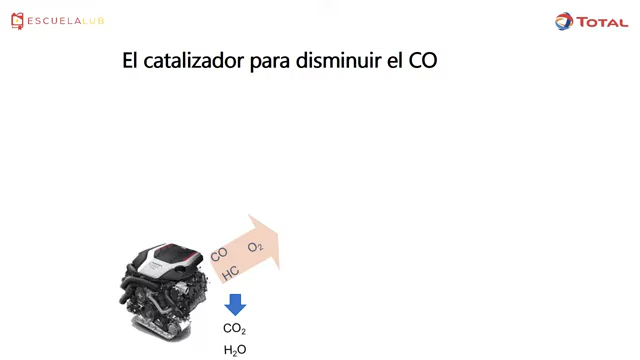 ESCUELALUB
TOTAL
El catalizador para disminuir el CO
CO O₂
HC
CO₂
H₂O